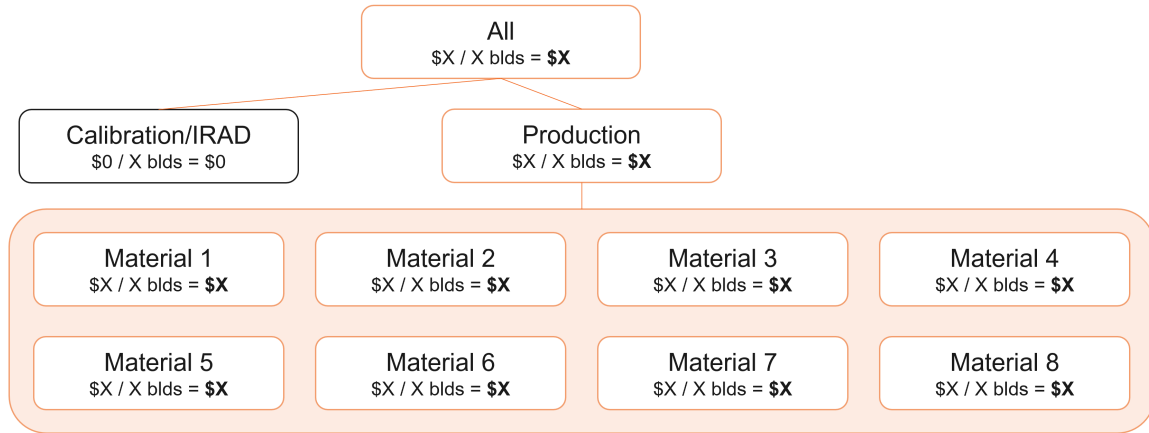 All
$X / X blds = $X
Calibration/IRAD
$0 / X blds = $0
Production
$X / X blds = $X
Material 1
$X / X blds = $X
Material 2
$X / X blds = $X
Material 3
$X / X blds = $X
Material 4
$X / X blds = $X
Material 5
$X / X blds = $X
Material 6
$X / X blds = $X
Material 7
$X / X blds = $X
Material 8
$X / X blds = $X